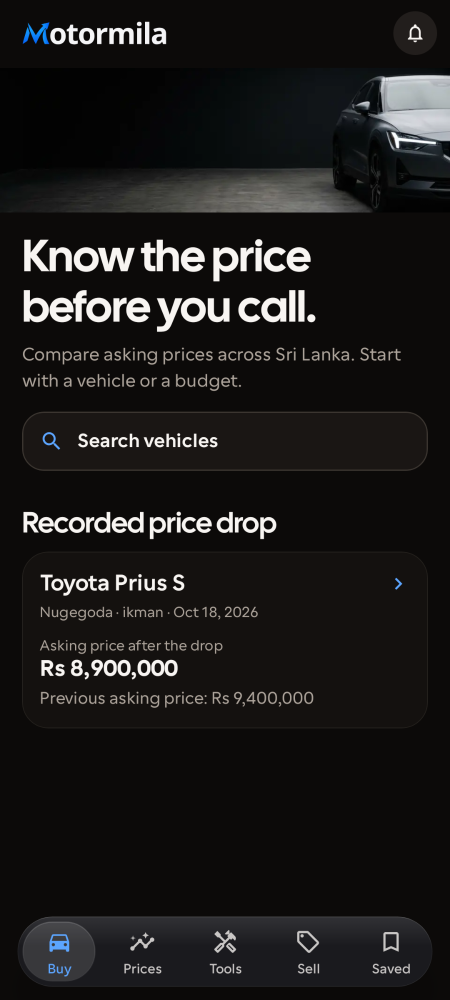 Motormila
Know the price
before you call.
Compare asking prices across Sri Lanka. Start
with a vehicle or a budget.
Search vehicles
Recorded price drop
Toyota Prius S
Nugegoda · ikman · Oct 18, 2026
Asking price after the drop
Rs 8,900,000
Previous asking price: Rs 9,400,000
Buy
Prices
Tools
Sell
Saved